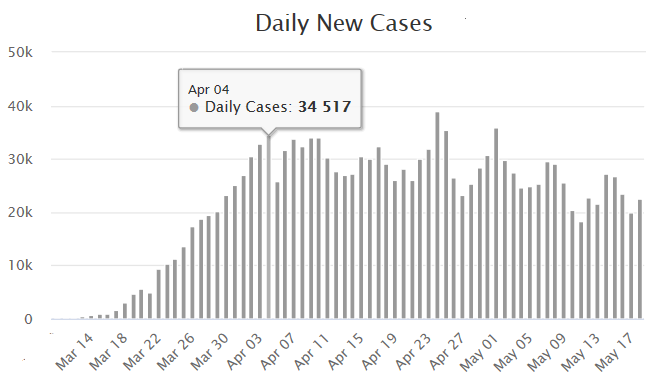 Daily New Cases
50k
40k
30k
20k
10k
0
Apr 04
Daily Cases: 34 517
Mar 14
Mar 18
Mar 22
Mar 26
Mar 30
Apr 03
Apr 07
Apr 11
Apr 15
Apr 19
Apr 23
Apr 27
May 01
May 05
May 09
May 13
May 17